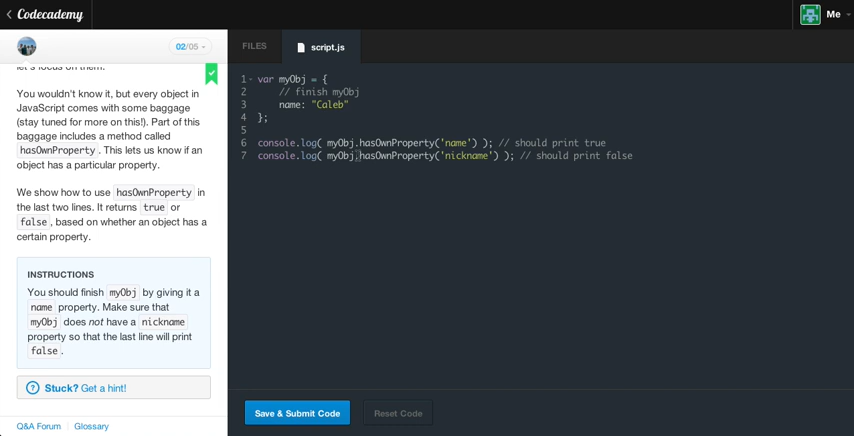 Codecademy
Me
02/05
FILES
script.js
let's focus on them.
You wouldn't know it, but every object in
JavaScript comes with some baggage
(stay tuned for more on this!). Part of this
baggage includes a method called
hasOwnProperty. This lets us know if an
object has a particular property.
We show how to use hasOwnProperty in
the last two lines. It returns true or
false, based on whether an object has a
certain property.
INSTRUCTIONS
You should finish myObj by giving it a
name property. Make sure that
myObj does not have a nickname
property so that the last line will print
false.
Stuck? Get a hint!
Q&A Forum
Glossary
1 var myObj = {
2 // finish myObj
3 name: "Caleb"
4 };
5
6 console.log( myObj.hasOwnProperty('name') ); // should print true
7 console.log( myObj.hasOwnProperty('nickname') ); // should print false
Save & Submit Code
Reset Code